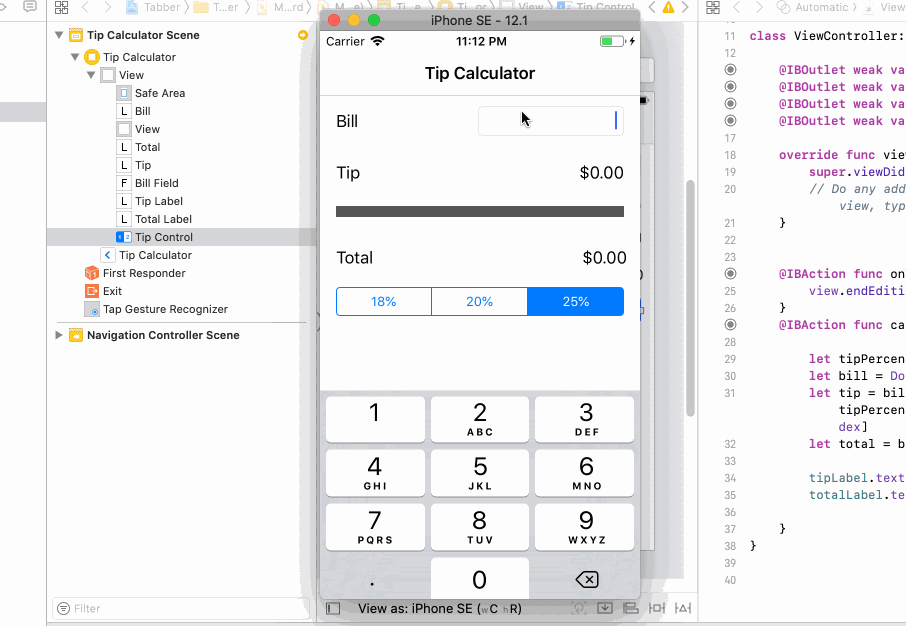 Tabber T...er M...rd M...e) Ti...e Ti...pr) View Tip Control
Automatic View
iPhone SE - 12.1
Carrier 11:12 PM
Tip Calculator
Bill
Tip $0.00
Total $0.00
18% 20% 25%
1 2 ABC 3 DEF
4 GHI 5 JKL 6 MNO
7 PQRS 8 TUV 9 WXYZ
. 0
View as: iPhone SE (wC hR)
Tip Calculator Scene
Tip Calculator
View
Safe Area
L Bill
View
L Total
L Tip
F Bill Field
L Tip Label
L Total Label
1 2 Tip Control
Tip Calculator
First Responder
Exit
Tap Gesture Recognizer
Navigation Controller Scene
Filter
11 class ViewController:
12
@IBOutlet weak va
@IBOutlet weak va
@IBOutlet weak va
@IBOutlet weak va
17
18 override func vie
19 super.viewDid
20 // Do any add
view, typ
21 }
22
23
@IBAction func on
25 view.endEditi
26 }
@IBAction func ca
28
29 let tipPercen
30 let bill = Do
31 let tip = bil
tipPercen
dex]
32 let total = b
33
34 tipLabel.text
35 totalLabel.te
36
37 }
38 }
39
40